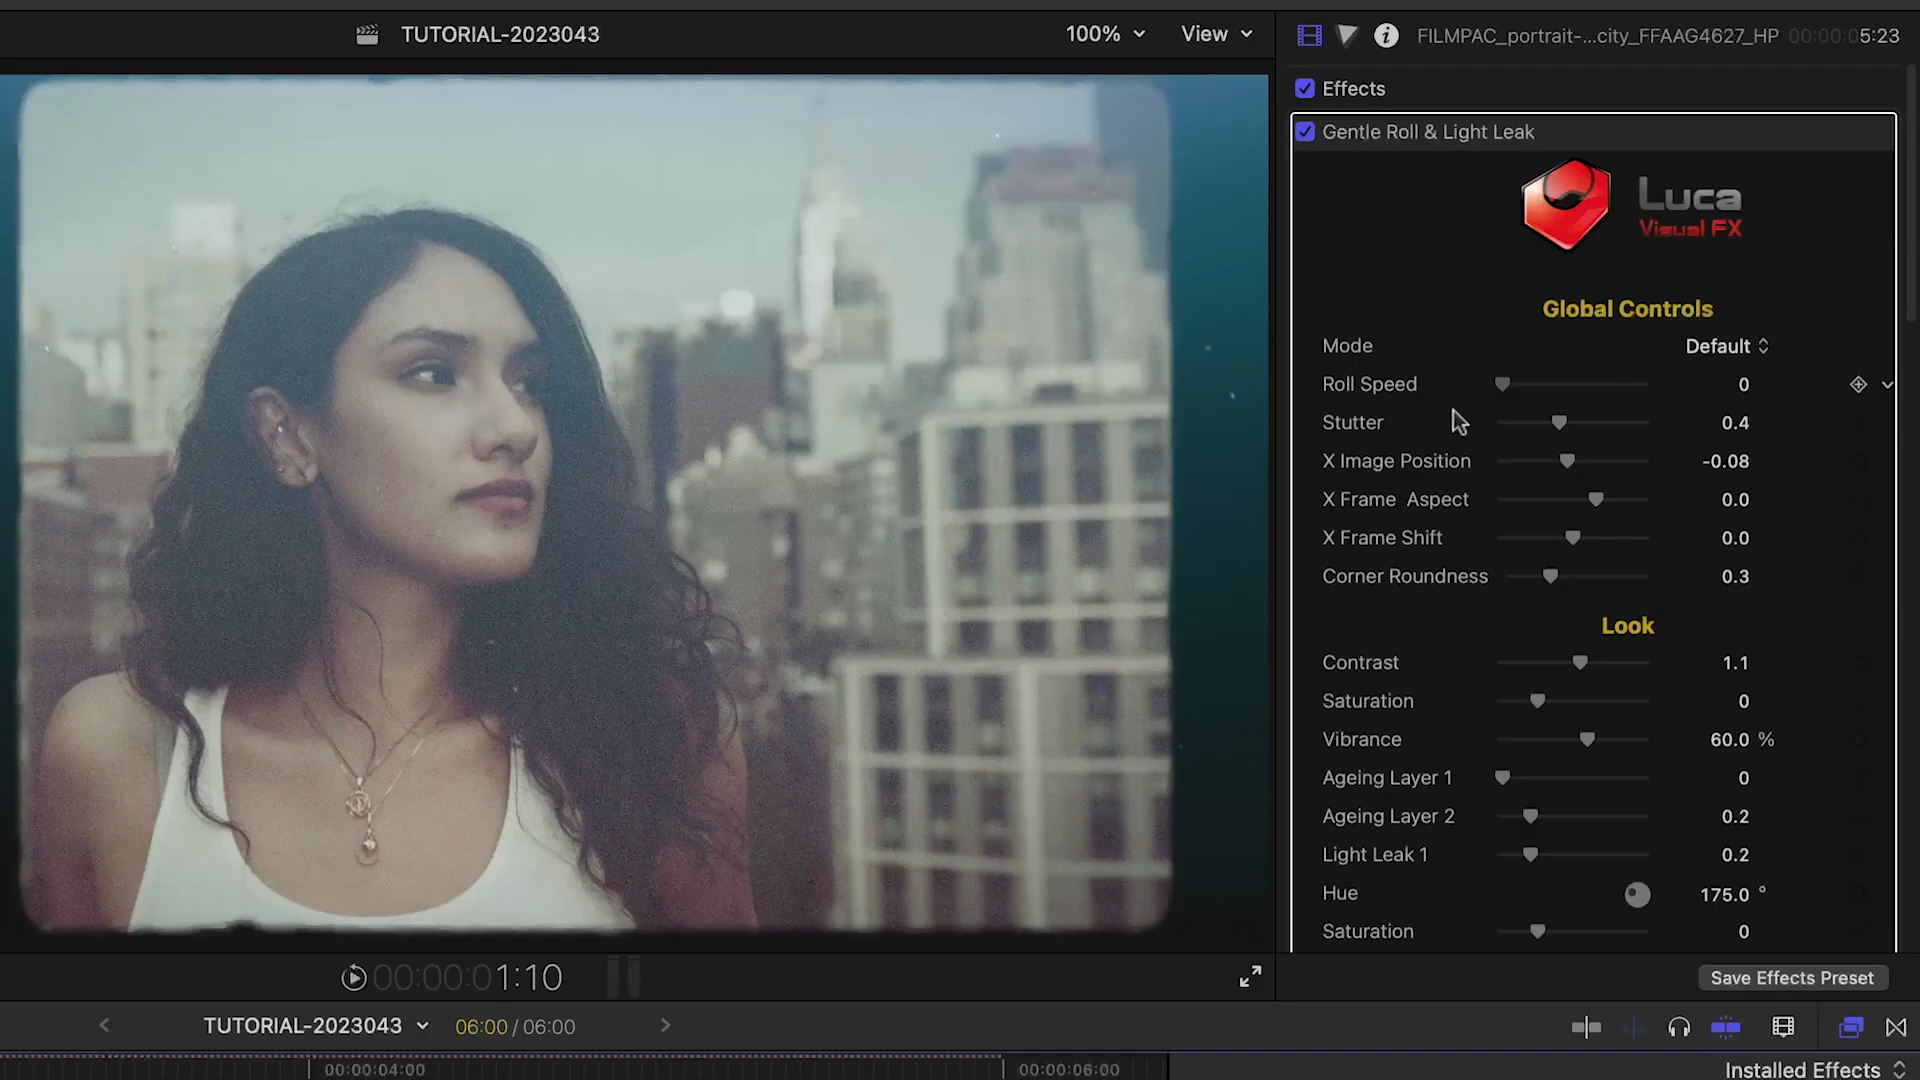 TUTORIAL-2023043
100%
View
FILMPAC_portrait-...city_FFAAG4627_HP
00:00:05:23
Effects
Gentle Roll & Light Leak
Luca
Visual FX
Global Controls
Mode Default
Roll Speed 0
Stutter 0.4
X Image Position -0.08
X Frame Aspect 0.0
X Frame Shift 0.0
Corner Roundness 0.3
Look
Contrast 1.1
Saturation 0
Vibrance 60.0 %
Ageing Layer 1 0
Ageing Layer 2 0.2
Light Leak 1 0.2
Hue 175.0 °
Saturation 0
00:00:01:10
Save Effects Preset
TUTORIAL-2023043
06:00 / 06:00
00:00:04:00
00:00:06:00
Installed Effects